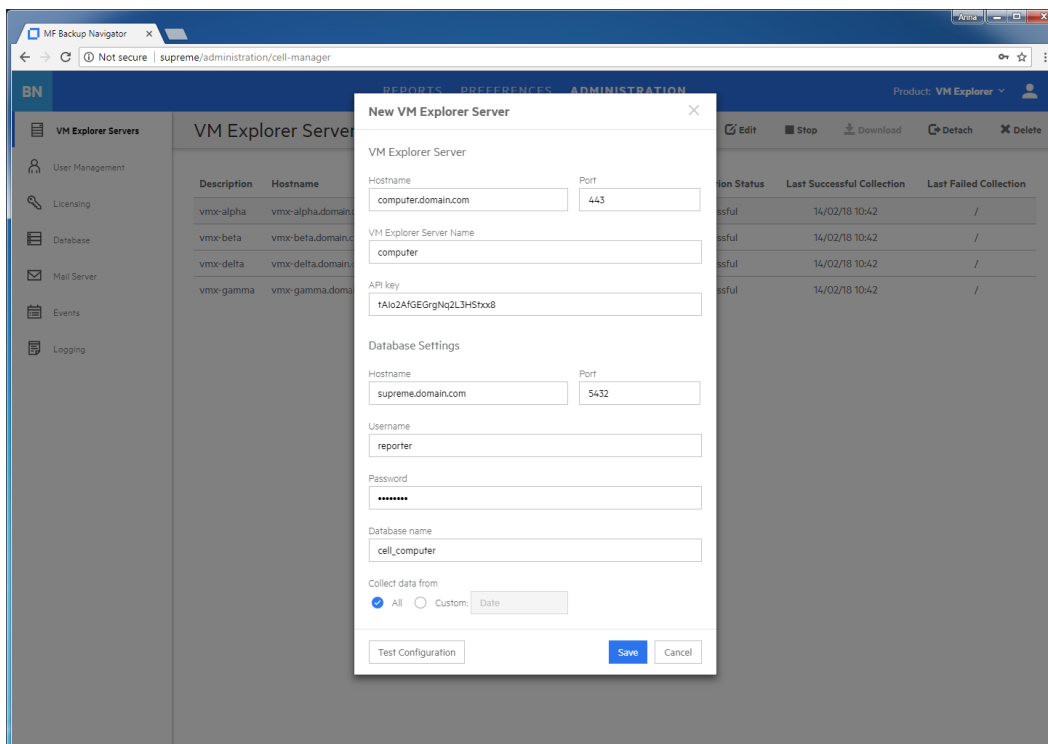 Anna
MF Backup Navigator
Not secure | supreme/administration/cell-manager
BN
REPORTS PREFERENCES ADMINISTRATION
Product: VM Explorer
VM Explorer Servers
User Management
Licensing
Database
Mail Server
Events
Logging
VM Explorer Server
Edit Stop Download Detach Delete
Description Hostname ion Status Last Successful Collection Last Failed Collection
vmx-alpha vmx-alpha.domain. ssful 14/02/18 10:42 /
vmx-beta vmx-beta.domain.c ssful 14/02/18 10:42 /
vmx-delta vmx-delta.domain. ssful 14/02/18 10:42 /
vmx-gamma vmx-gamma.doma ssful 14/02/18 10:42 /
New VM Explorer Server
VM Explorer Server
Hostname Port
computer.domain.com 443
VM Explorer Server Name
computer
API key
tAIo2AfGEGrgNq2L3HStxx8
Database Settings
Hostname Port
supreme.domain.com 5432
Username
reporter
Password
••••••••
Database name
cell_computer
Collect data from
All Custom: Date
Test Configuration Save Cancel